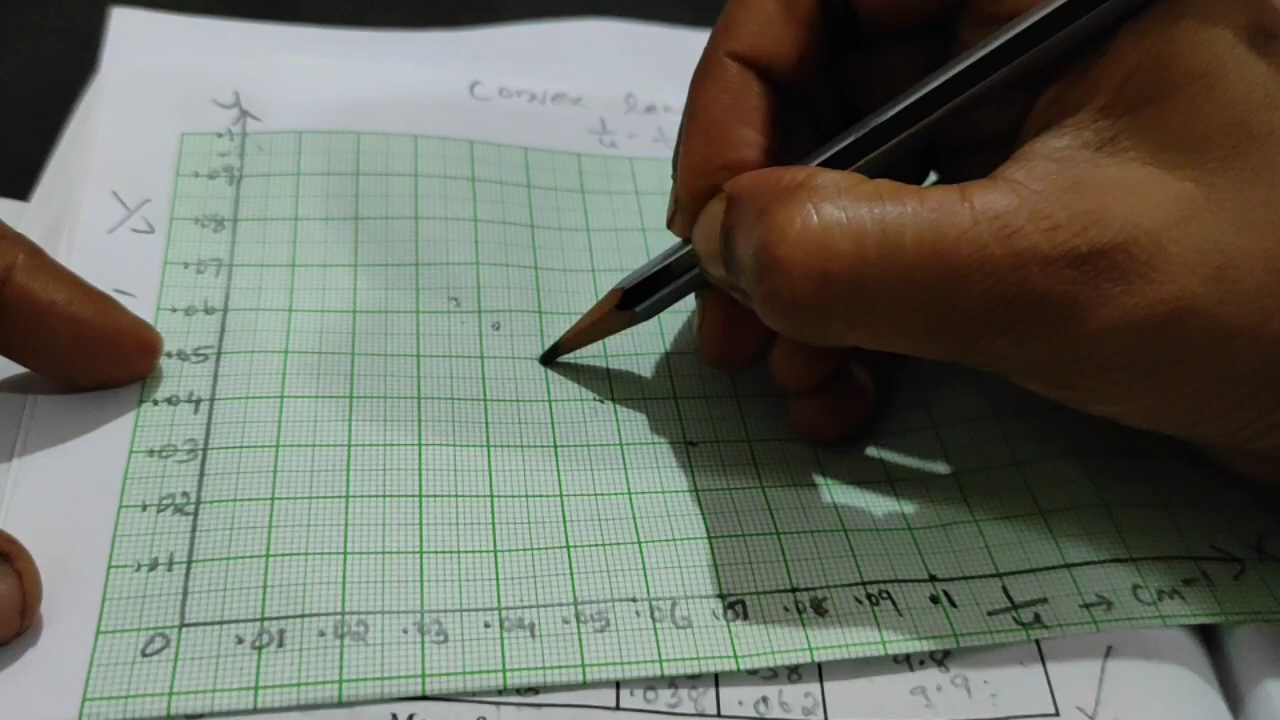 y
Convex
1/u -
.1
.09
.08
.07
.06
.05
.04
.03
.02
0 .01 .02 .03 .04 .05 .06 .07 .08 .09 .1 1/u → cm⁻¹ → X
9.8
.038 .062 9.9